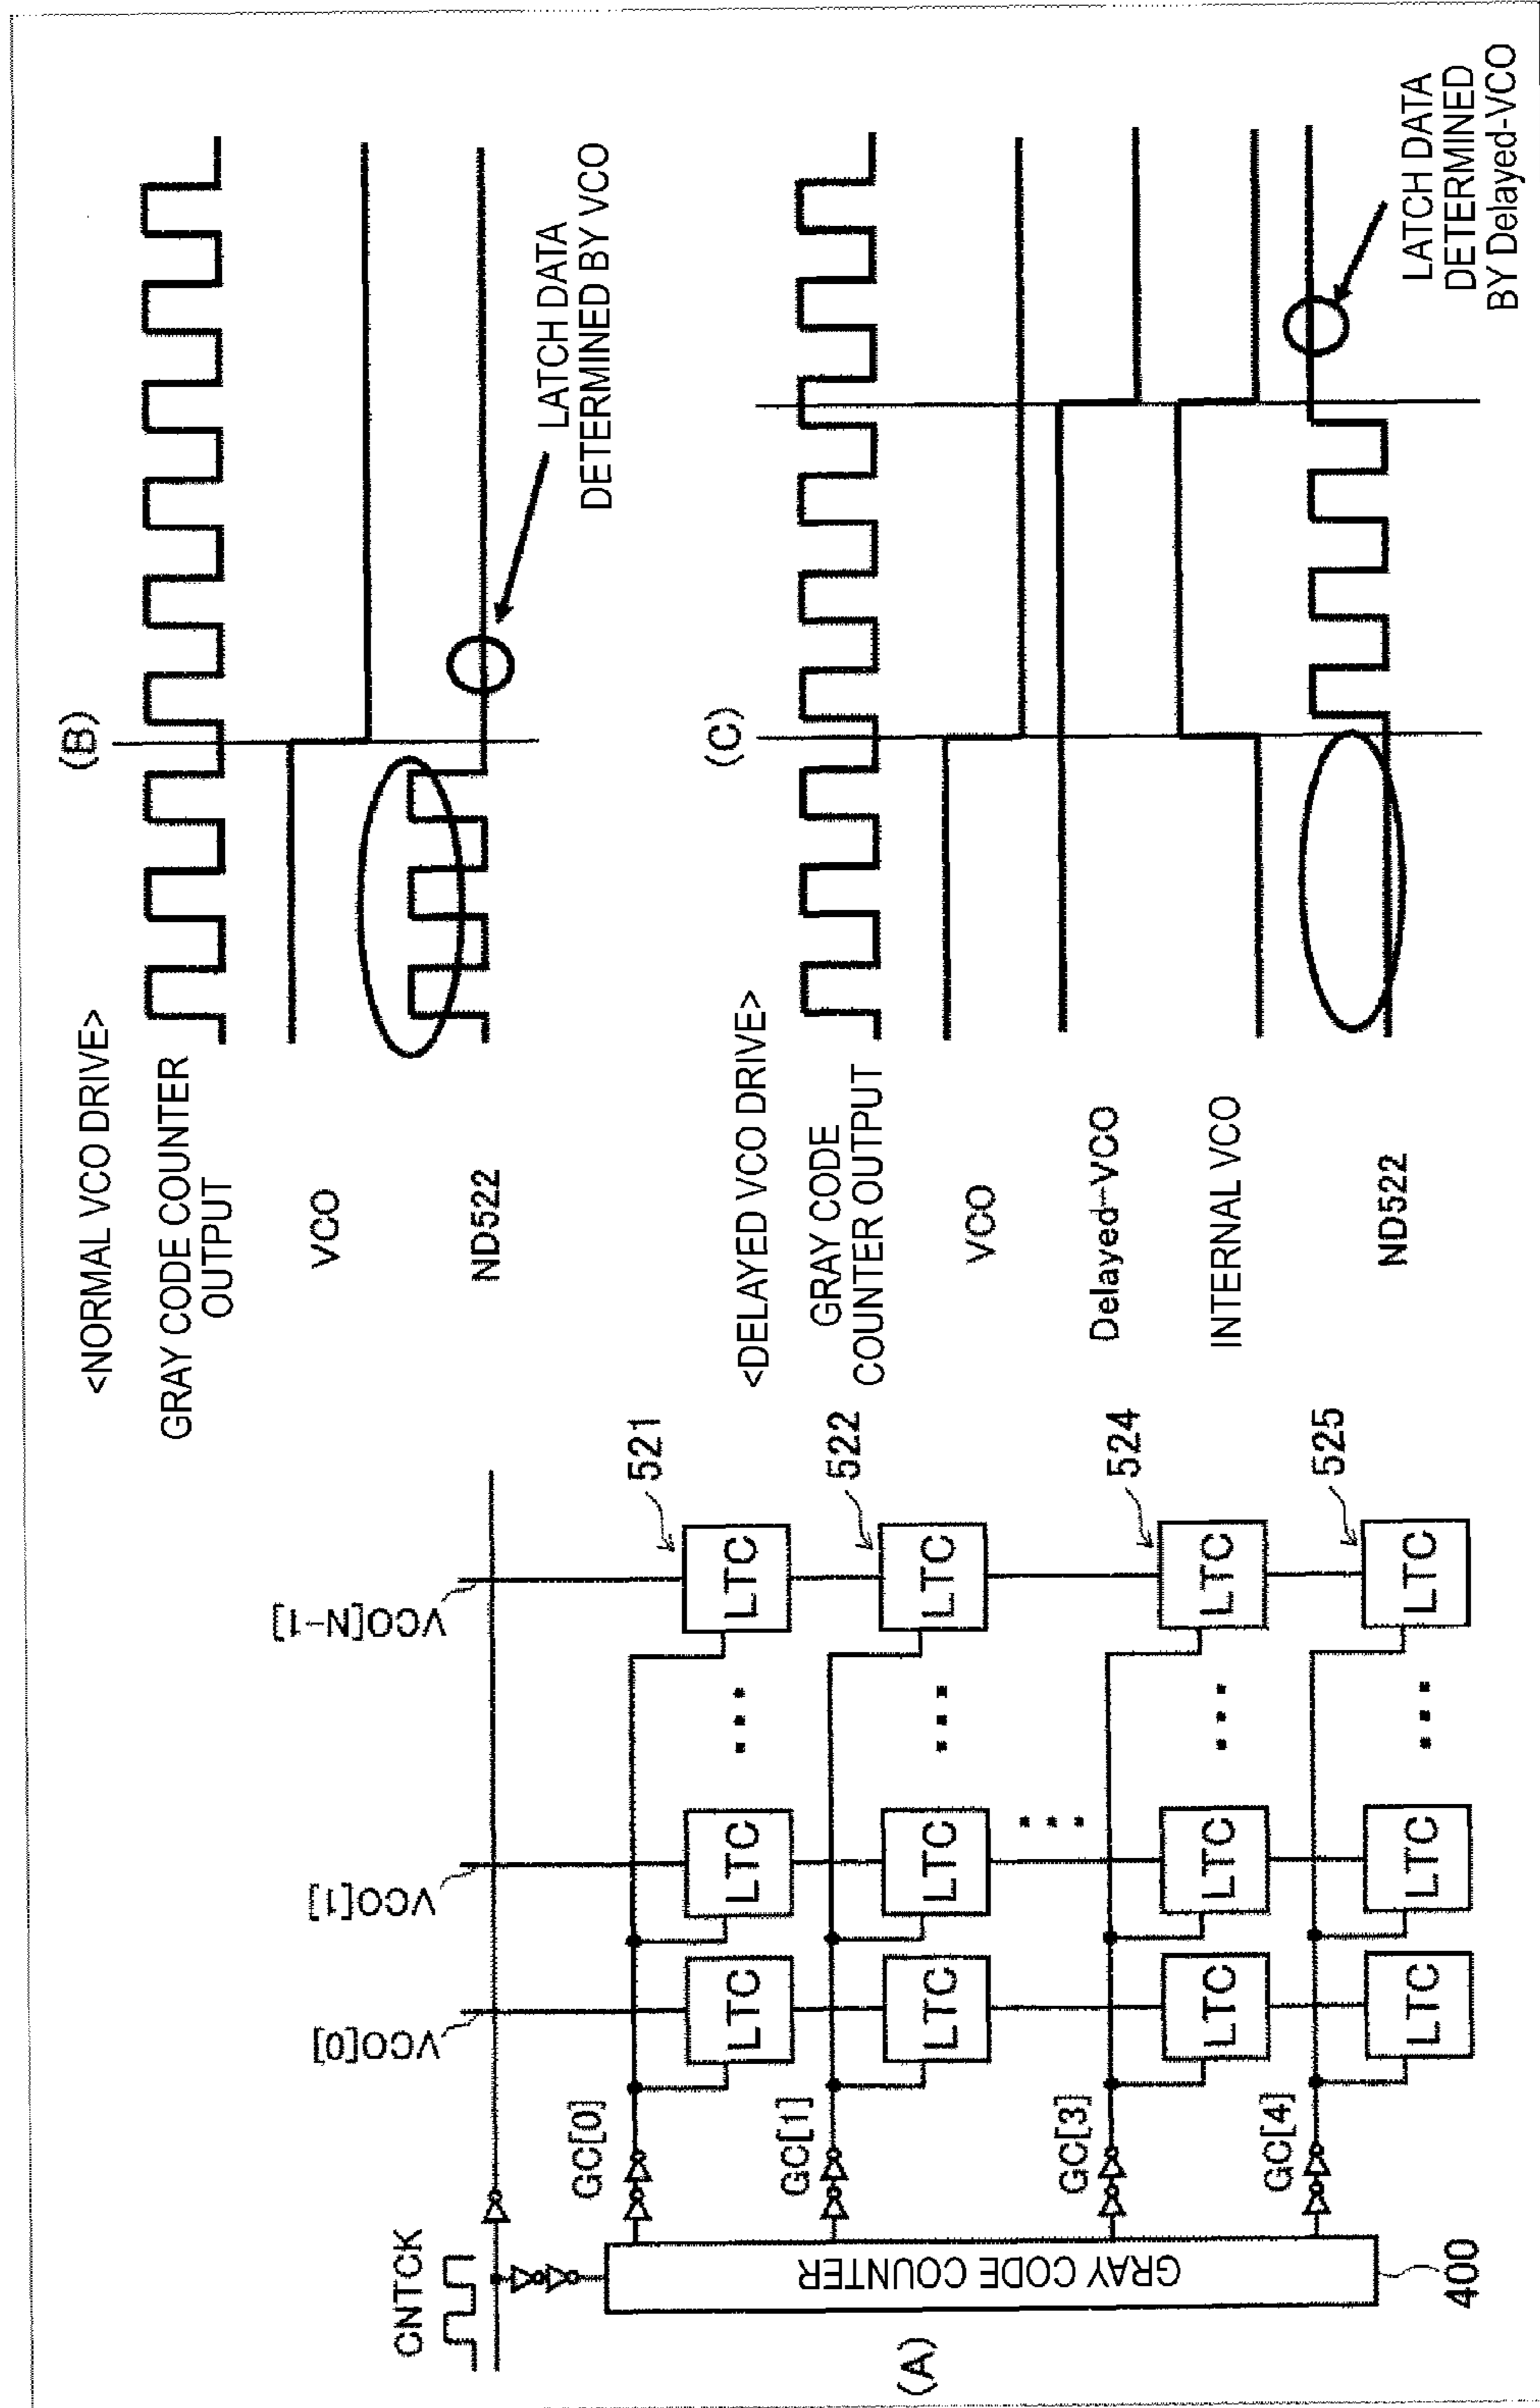 (A)
CNTCK
GRAY CODE COUNTER
400
VCO[0]
VCO[1]
VCO[N-1]
GC[0]
LTC
LTC
LTC
521
GC[1]
LTC
LTC
LTC
522
GC[3]
LTC
LTC
LTC
524
GC[4]
LTC
LTC
LTC
525
<NORMAL VCO DRIVE>
(B)
GRAY CODE COUNTER
OUTPUT
VCO
ND522
LATCH DATA
DETERMINED BY VCO
<DELAYED VCO DRIVE>
(C)
GRAY CODE
COUNTER OUTPUT
VCO
Delayed-VCO
INTERNAL VCO
ND522
LATCH DATA
DETERMINED
BY Delayed-VCO